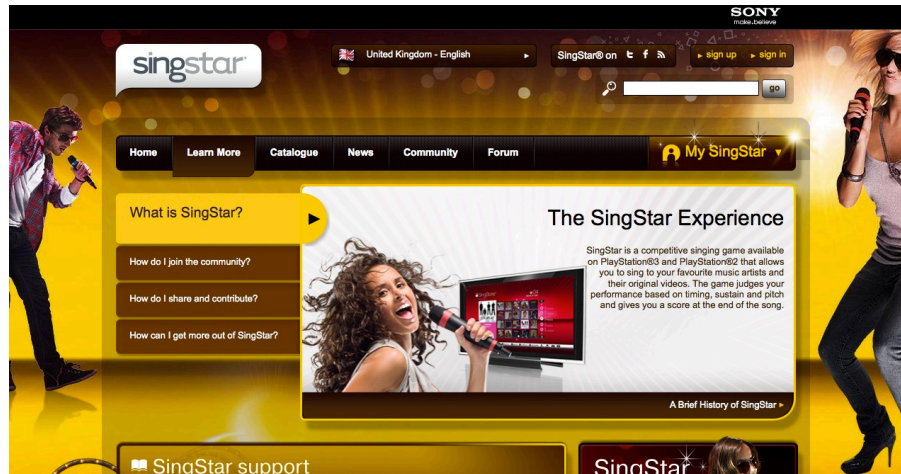 SONY
make.believe
singstar
United Kingdom - English
SingStar® on
sign up
sign in
go
Home
Learn More
Catalogue
News
Community
Forum
My SingStar
What is SingStar?
How do I join the community?
How do I share and contribute?
How can I get more out of SingStar?
The SingStar Experience
SingStar is a competitive singing game available
on PlayStation®3 and PlayStation®2 that allows
you to sing to your favourite music artists and
their original videos. The game judges your
performance based on timing, sustain and pitch
and gives you a score at the end of the song.
A Brief History of SingStar
SingStar support
SingStar